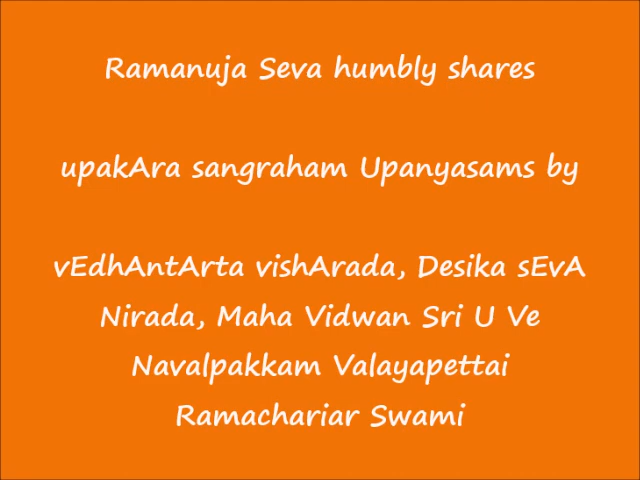 Ramanuja Seva humbly shares
upakAra sangraham Upanyasams by
vEdhAntArta vishArada, Desika sEvA
Nirada, Maha Vidwan Sri U Ve
Navalpakkam Valayapettai
Ramachariar Swami